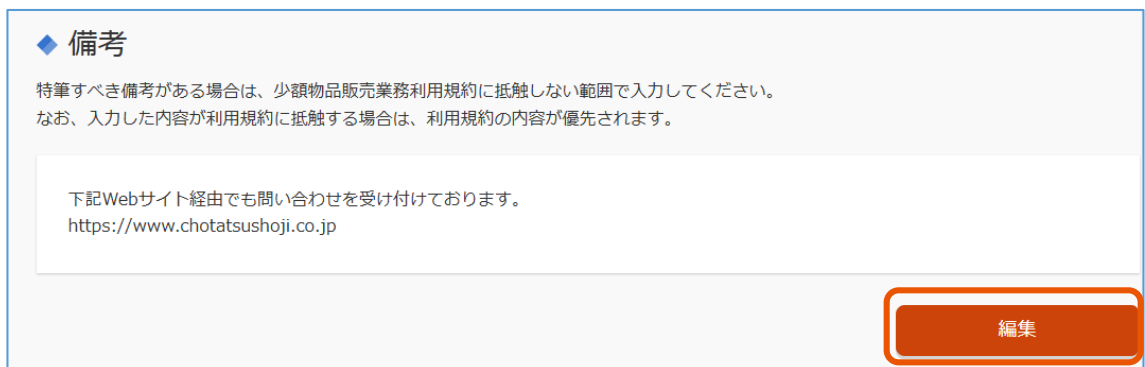 備考
特筆すべき備考がある場合は、少額物品販売業務利用規約に抵触しない範囲で入力してください。
なお、入力した内容が利用規約に抵触する場合は、利用規約の内容が優先されます。
下記Webサイト経由でも問い合わせを受け付けております。
https://www.chotatsushoji.co.jp
編集